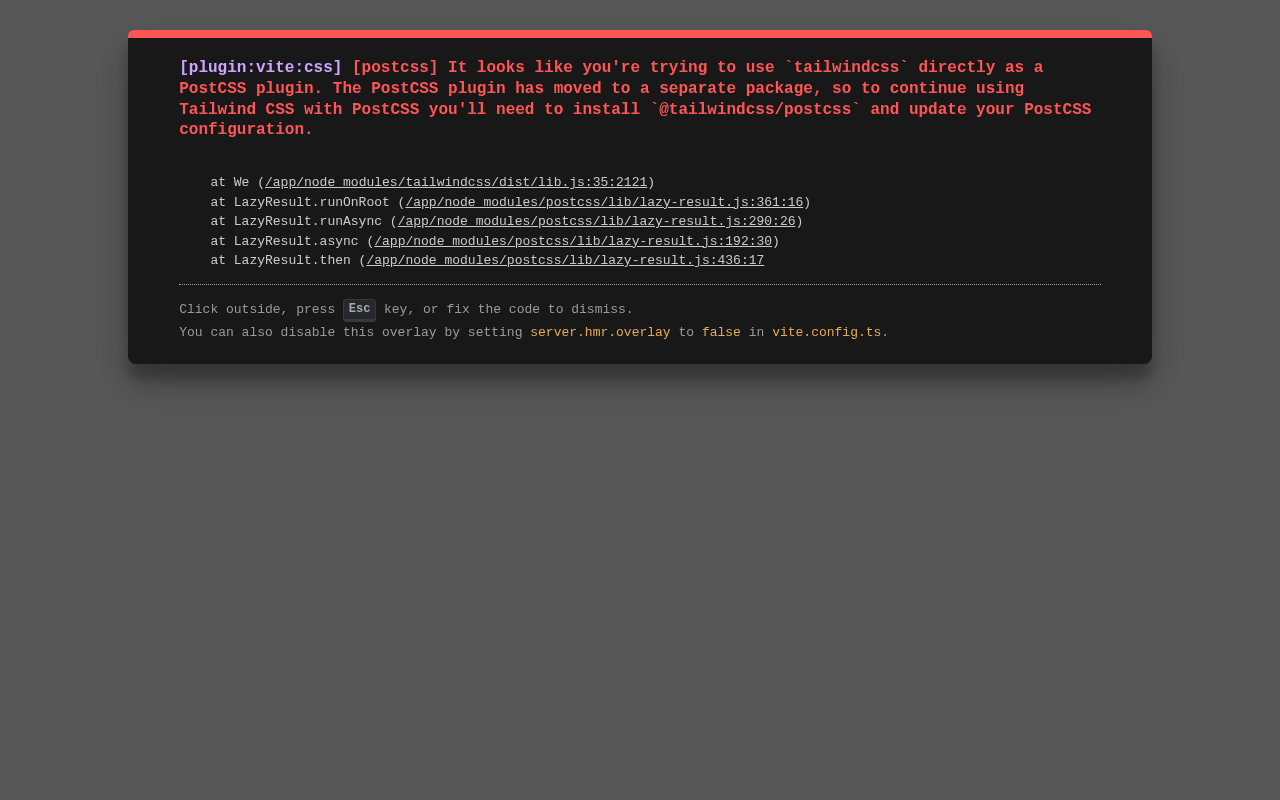 [plugin:vite:css] [postcss] It looks like you're trying to use `tailwindcss` directly as a
PostCSS plugin. The PostCSS plugin has moved to a separate package, so to continue using
Tailwind CSS with PostCSS you'll need to install `@tailwindcss/postcss` and update your PostCSS
configuration.
at We (/app/node_modules/tailwindcss/dist/lib.js:35:2121)
at LazyResult.runOnRoot (/app/node_modules/postcss/lib/lazy-result.js:361:16)
at LazyResult.runAsync (/app/node_modules/postcss/lib/lazy-result.js:290:26)
at LazyResult.async (/app/node_modules/postcss/lib/lazy-result.js:192:30)
at LazyResult.then (/app/node_modules/postcss/lib/lazy-result.js:436:17
Click outside, press Esc key, or fix the code to dismiss.
You can also disable this overlay by setting server.hmr.overlay to false in vite.config.ts.